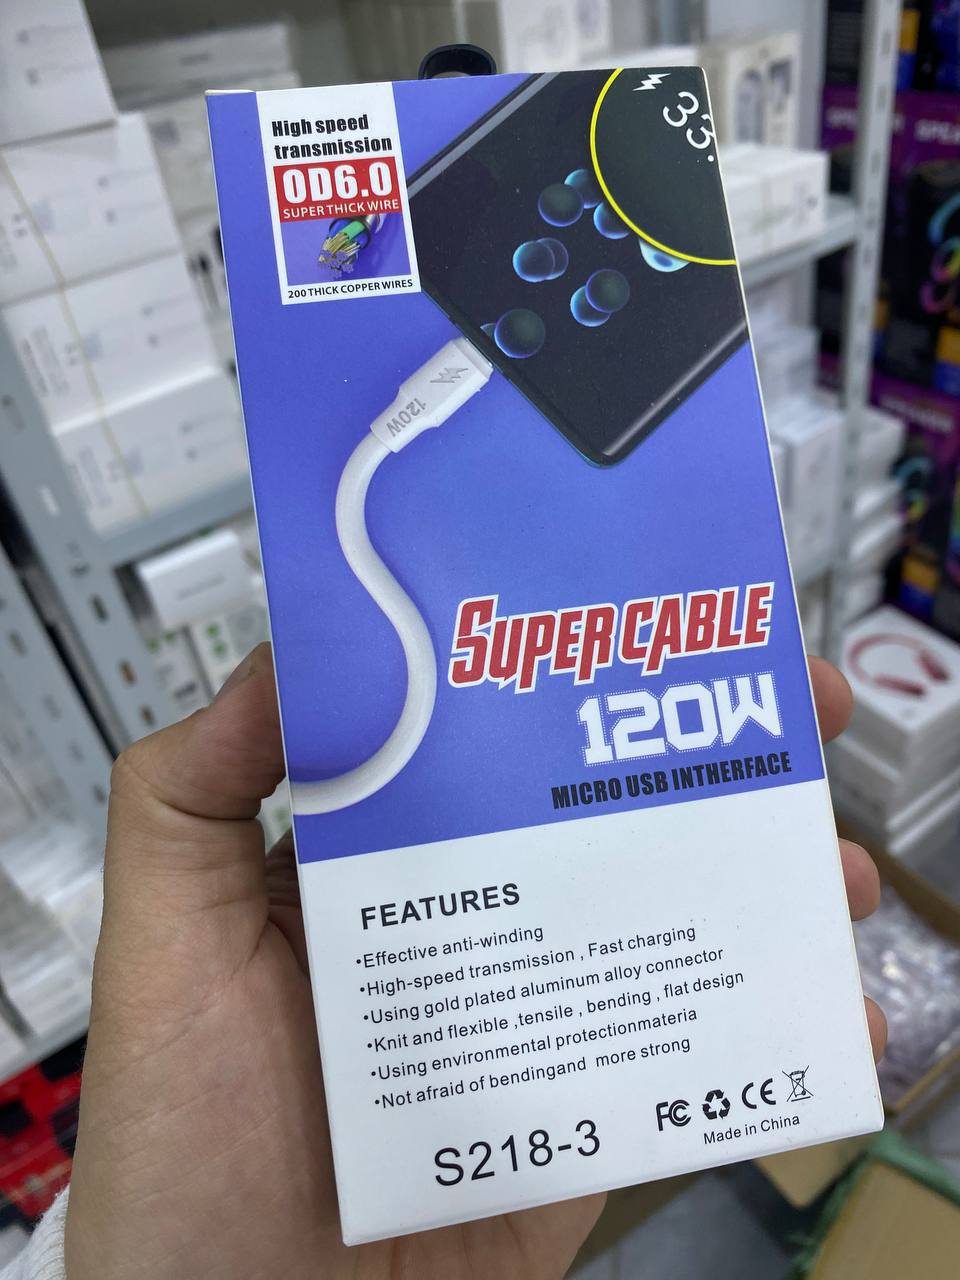 High speed
transmission
OD6.0
SUPER THICK WIRE
200 THICK COPPER WIRES
33
120W
SUPER CABLE
120W
MICRO USB INTHERFACE
FEATURES
•Effective anti-winding
•High-speed transmission , Fast charging
•Using gold plated aluminum alloy connector
•Knit and flexible ,tensile , bending , flat design
•Using environmental protectionmateria
•Not afraid of bendingand more strong
S218-3
FC CE
Made in China